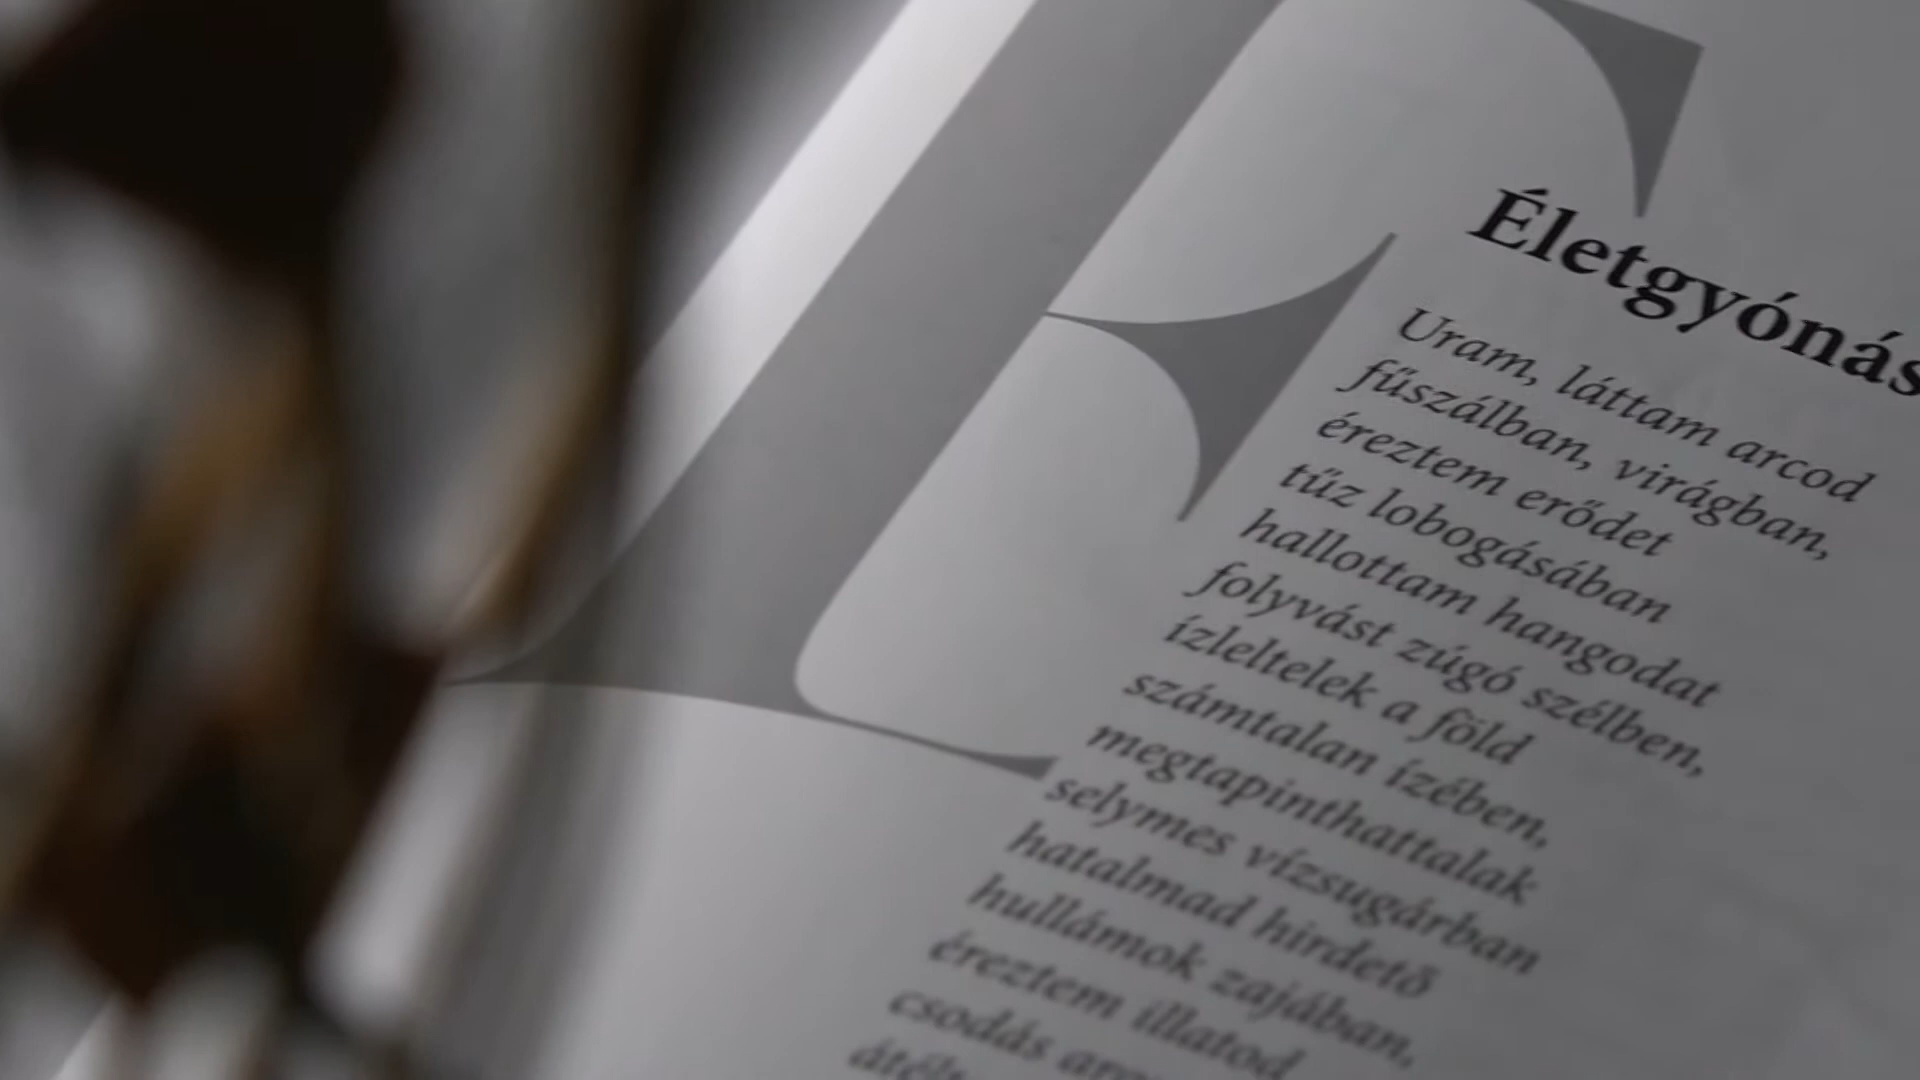 E
Életgyónás
Uram, láttam arcod
fűszálban, virágban,
éreztem erődet
tűz lobogásában
hallottam hangodat
folyvást zúgó szélben,
ízleltelek a föld
számtalan ízében,
megtapinthattalak
selymes vízsugárban
hatalmad hirdető
hullámok zajában,
éreztem illatod
csodás